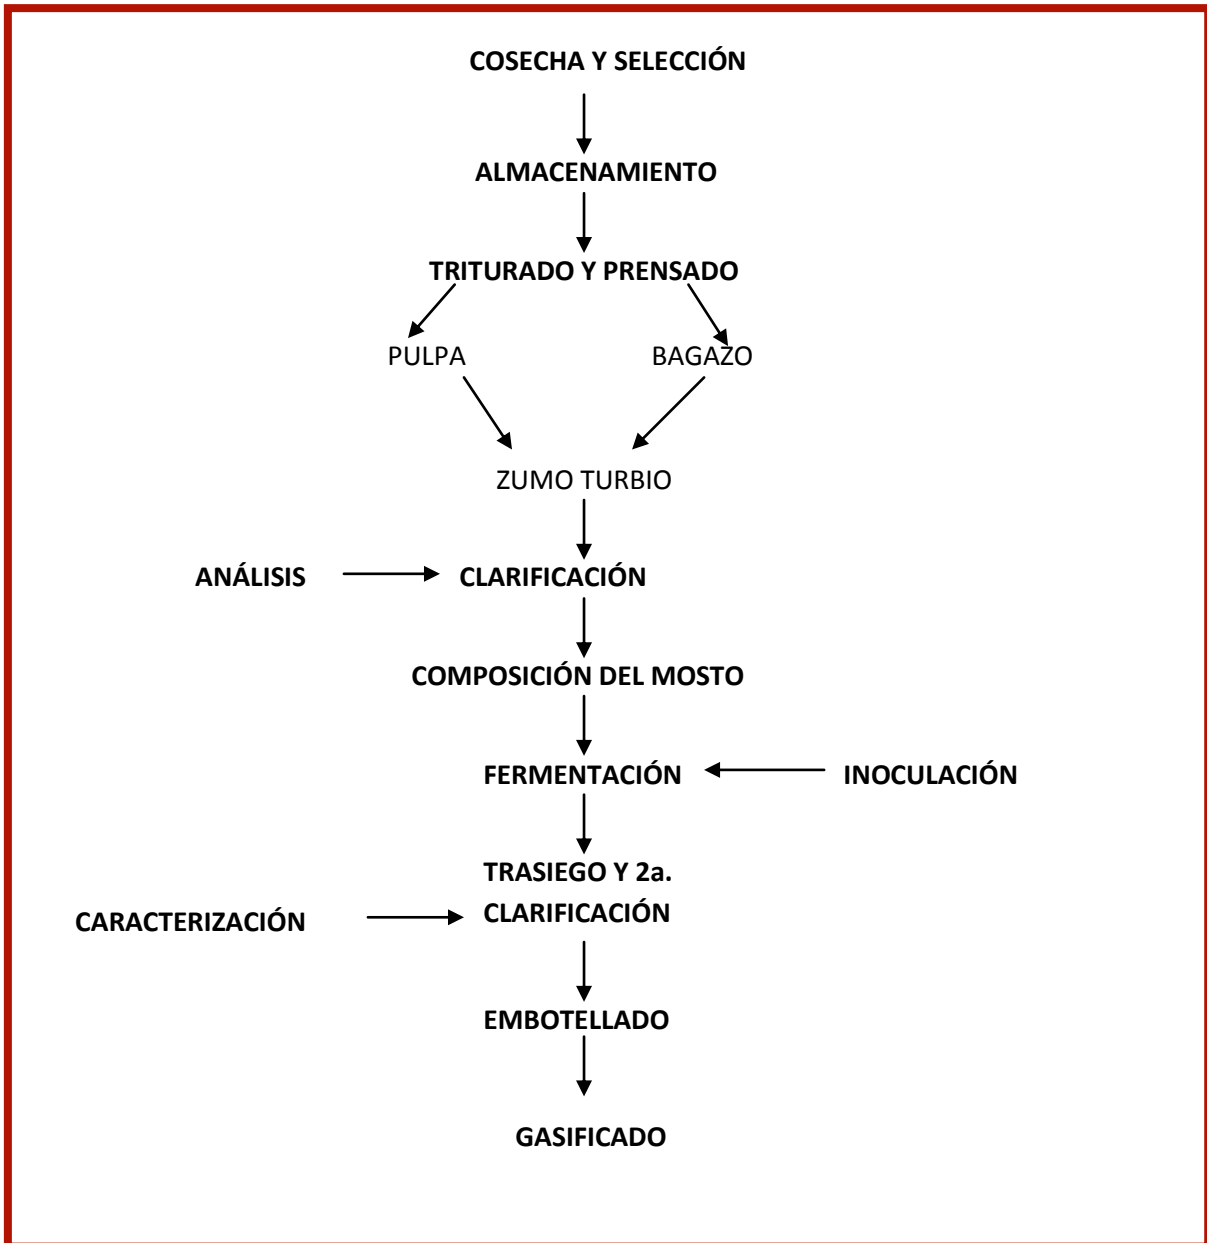 COSECHA Y SELECCIÓN
ALMACENAMIENTO
TRITURADO Y PRENSADO
PULPA
BAGAZO
ZUMO TURBIO
ANÁLISIS
CLARIFICACIÓN
COMPOSICIÓN DEL MOSTO
FERMENTACIÓN
INOCULACIÓN
TRASIEGO Y 2a.
CLARIFICACIÓN
CARACTERIZACIÓN
EMBOTELLADO
GASIFICADO